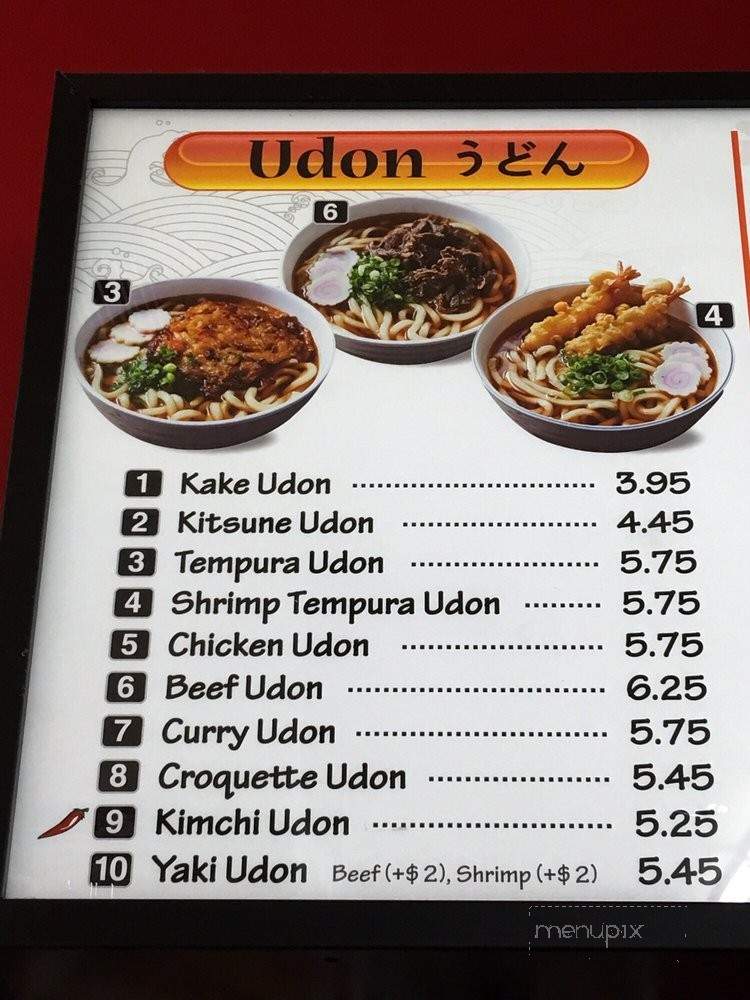 Udon うどん
6
3
4
1 Kake Udon 3.95
2 Kitsune Udon 4.45
3 Tempura Udon 5.75
4 Shrimp Tempura Udon 5.75
5 Chicken Udon 5.75
6 Beef Udon 6.25
7 Curry Udon 5.75
8 Croquette Udon 5.45
9 Kimchi Udon 5.25
10 Yaki Udon Beef (+$ 2), Shrimp (+$ 2) 5.45
menupix